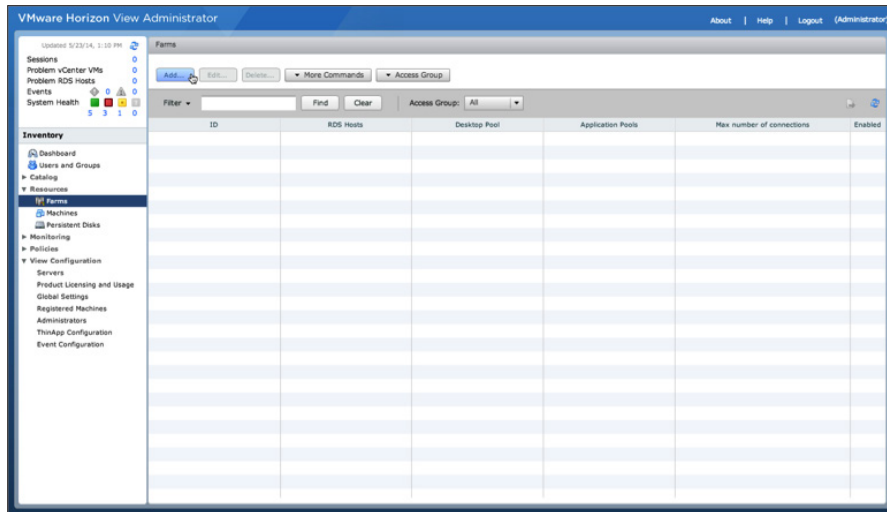 VMware Horizon View Administrator
About | Help | Logout (Administrator)
Updated 5/23/14, 1:10 PM
Sessions 0
Problem vCenter VMs 0
Problem RDS Hosts 0
Events 0 0
System Health
5 3 1 0
Inventory
Dashboard
Users and Groups
Catalog
Resources
Farms
Machines
Persistent Disks
Monitoring
Policies
View Configuration
Servers
Product Licensing and Usage
Global Settings
Registered Machines
Administrators
ThinApp Configuration
Event Configuration
Farms
Add... Edit... Delete... More Commands Access Group
Filter Find Clear Access Group: All
ID RDS Hosts Desktop Pool Application Pools Max number of connections Enabled